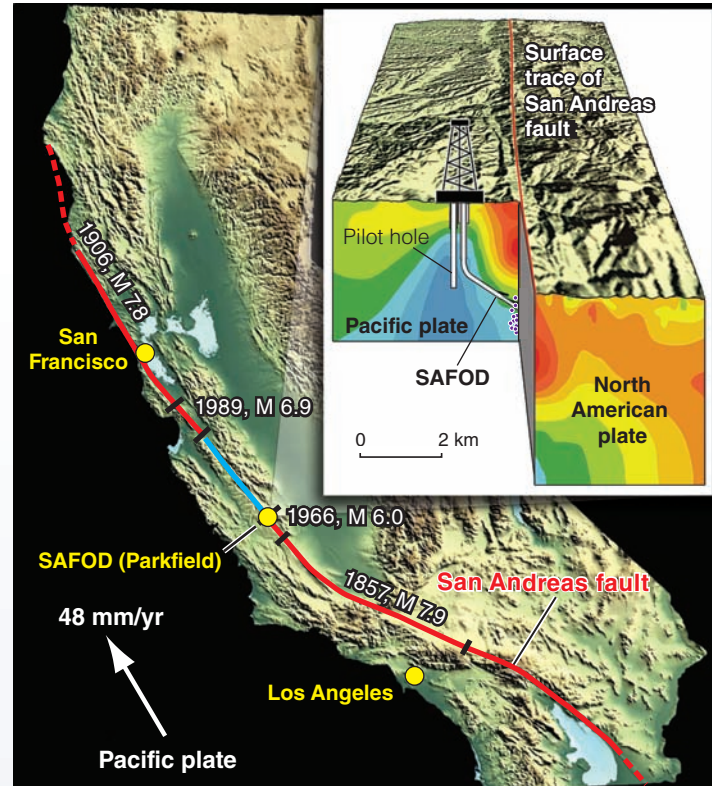 Surface
trace of
San Andreas
fault
Pilot hole
Pacific plate
SAFOD
North
American
plate
0 2 km
1906, M 7.8
San
Francisco
1989, M 6.9
1966, M 6.0
SAFOD (Parkfield)
1857, M 7.9
San Andreas fault
48 mm/yr
Los Angeles
Pacific plate